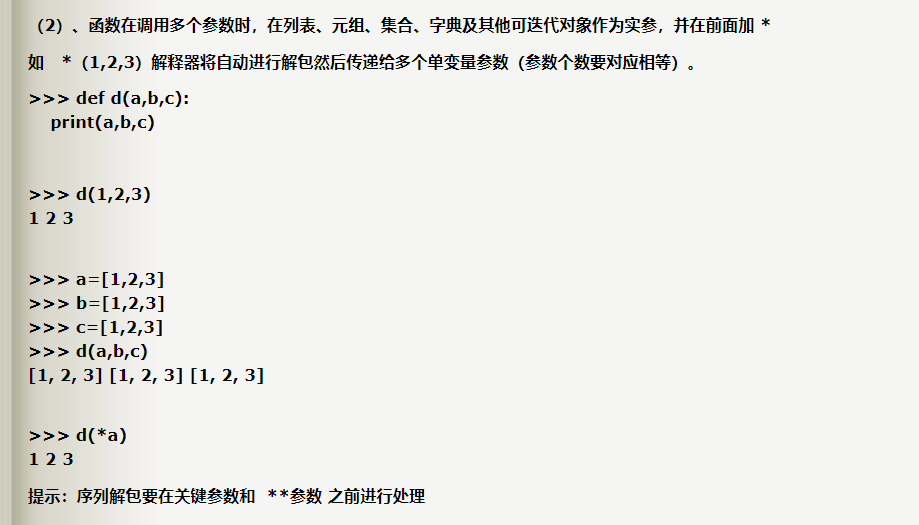 （2）、函数在调用多个参数时，在列表、元组、集合、字典及其他可迭代对象作为实参，并在前面加 *
如 *（1,2,3）解释器将自动进行解包然后传递给多个单变量参数（参数个数要对应相等）。
>>> def d(a,b,c):
print(a,b,c)
>>> d(1,2,3)
1 2 3
>>> a=[1,2,3]
>>> b=[1,2,3]
>>> c=[1,2,3]
>>> d(a,b,c)
[1, 2, 3] [1, 2, 3] [1, 2, 3]
>>> d(*a)
1 2 3
提示：序列解包要在关键参数和 **参数 之前进行处理